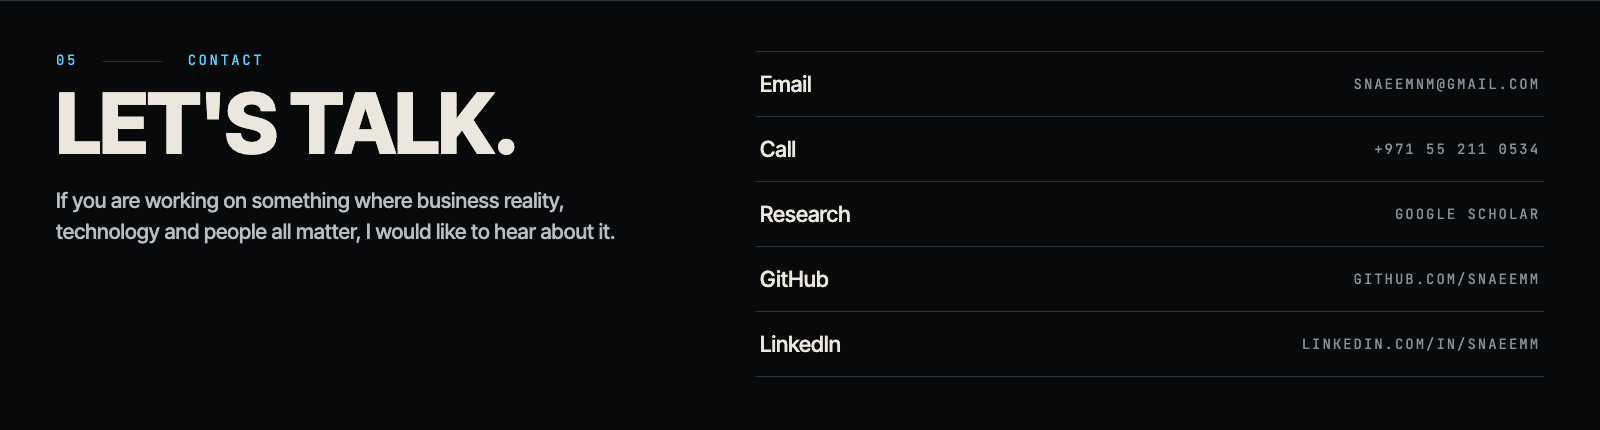 05 CONTACT
LET'S TALK.
If you are working on something where business reality,
technology and people all matter, I would like to hear about it.
Email SNAEEMNM@GMAIL.COM
Call +971 55 211 0534
Research GOOGLE SCHOLAR
GitHub GITHUB.COM/SNAEEMM
LinkedIn LINKEDIN.COM/IN/SNAEEMM